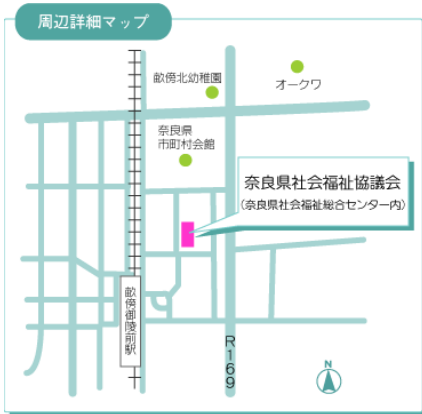 周辺詳細マップ
畝傍北幼稚園
オークワ
奈良県
市町村会館
奈良県社会福祉協議会
(奈良県社会福祉総合センター内)
畝傍御陵前駅
R169
N